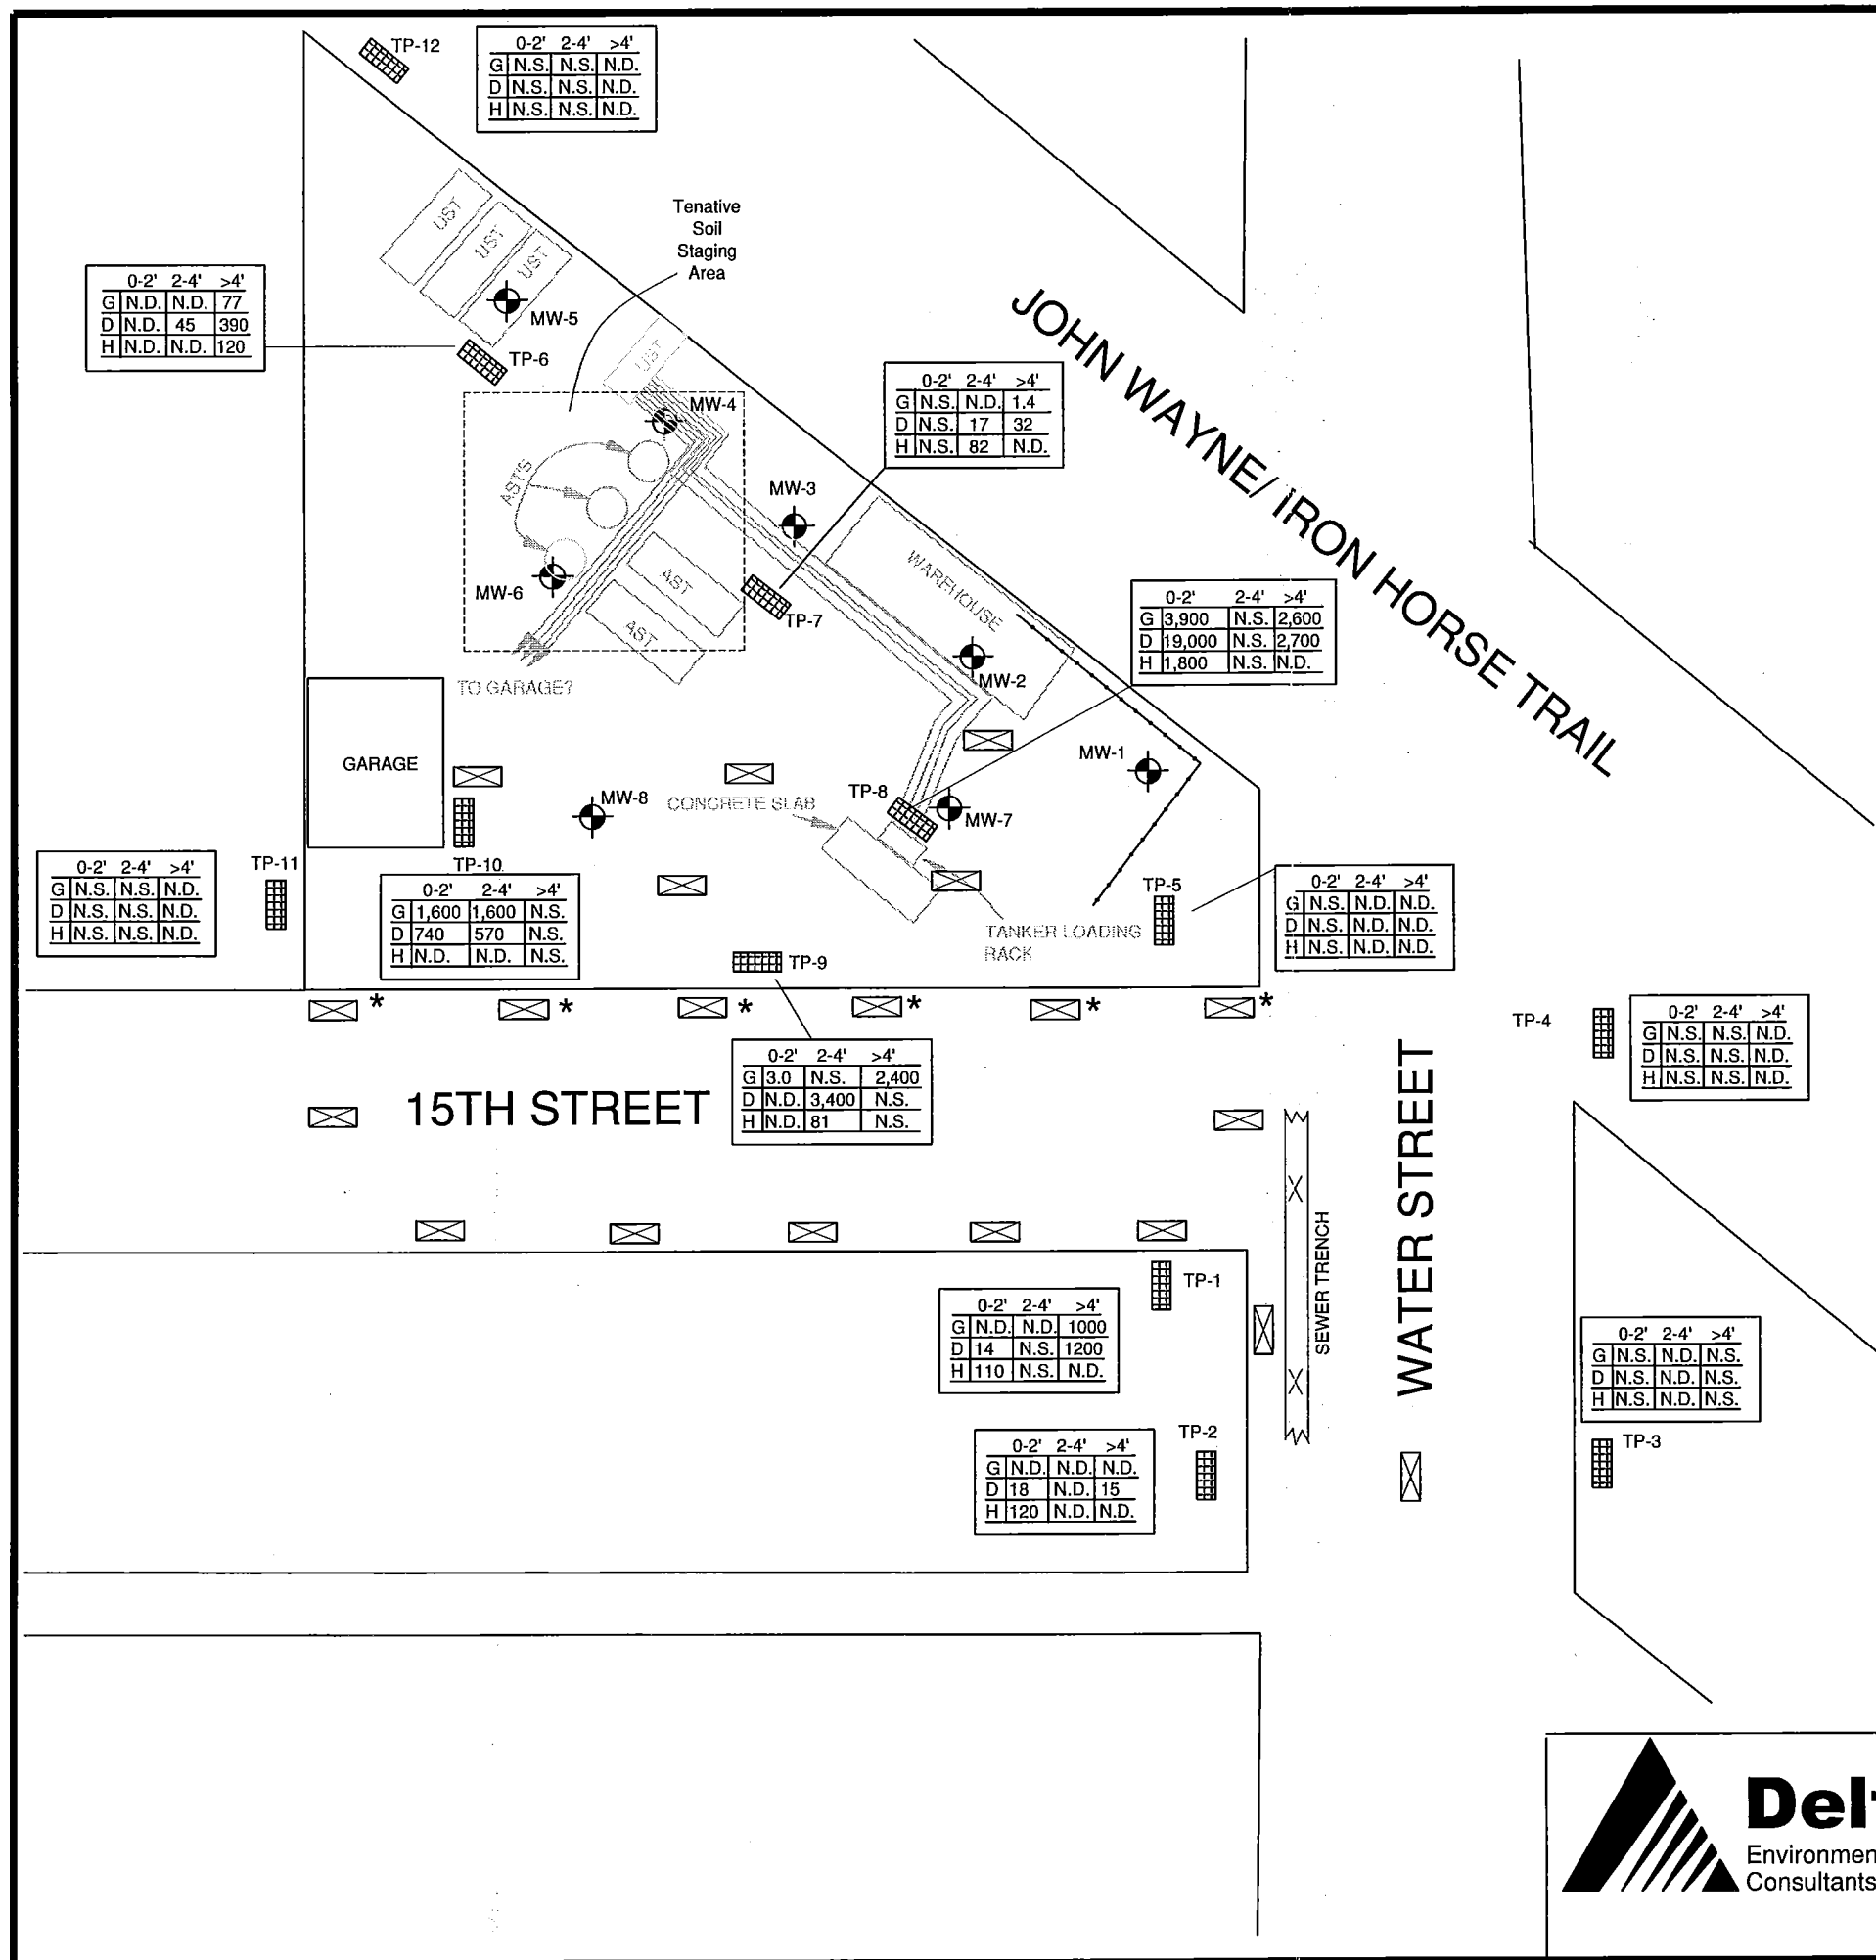 TP-12
0-2' 2-4' >4'
G N.S. N.S. N.D.
D N.S. N.S. N.D.
H N.S. N.S. N.D.
UST
UST
UST
Tenative
Soil
Staging
Area
0-2' 2-4' >4'
G N.D. N.D. 77
D N.D. 45 390
H N.D. N.D. 120
MW-5
TP-6
UST
MW-4
AST'S
0-2' 2-4' >4'
G N.S. N.D. 1.4
D N.S. 17 32
H N.S. 82 N.D.
JOHN WAYNE/ IRON HORSE TRAIL
MW-3
WAREHOUSE
MW-6
AST
AST
TP-7
0-2' 2-4' >4'
G 3,900 N.S. 2,600
D 19,000 N.S. 2,700
H 1,800 N.S. N.D.
MW-2
TO GARAGE?
GARAGE
MW-1
MW-8
CONCRETE SLAB
TP-8
MW-7
TP-11
0-2' 2-4' >4'
G N.S. N.S. N.D.
D N.S. N.S. N.D.
H N.S. N.S. N.D.
TP-10
0-2' 2-4' >4'
G 1,600 1,600 N.S.
D 740 570 N.S.
H N.D. N.D. N.S.
TP-5
0-2' 2-4' >4'
G N.S. N.D. N.D.
D N.S. N.D. N.D.
H N.S. N.D. N.D.
TANKER LOADING
RACK
TP-9
* * * * * *
TP-4
0-2' 2-4' >4'
G N.S. N.S. N.D.
D N.S. N.S. N.D.
H N.S. N.S. N.D.
15TH STREET
0-2' 2-4' >4'
G 3.0 N.S. 2,400
D N.D. 3,400 N.S.
H N.D. 81 N.S.
WATER STREET
SEWER TRENCH
TP-1
0-2' 2-4' >4'
G N.D. N.D. 1000
D 14 N.S. 1200
H 110 N.S. N.D.
0-2' 2-4' >4'
G N.S. N.D. N.S.
D N.S. N.D. N.S.
H N.S. N.D. N.S.
TP-3
TP-2
0-2' 2-4' >4'
G N.D. N.D. N.D.
D 18 N.D. 15
H 120 N.D. N.D.
Del
Environmen
Consultants